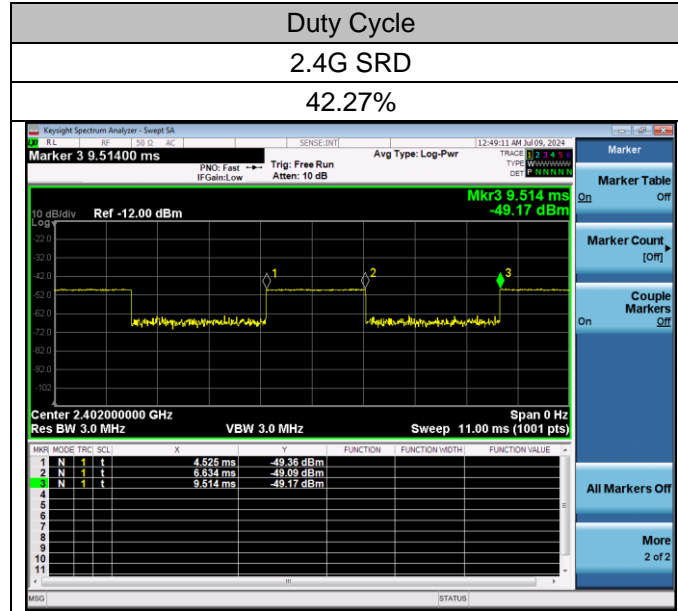 Duty Cycle
2.4G SRD
42.27%
Keysight Spectrum Analyzer - Swept SA
RL RF 50 Ω AC SENSE:INT 12:49:11 AM Jul 09, 2024
Marker 3 9.51400 ms
Avg Type: Log-Pwr
TRACE 1 2 3 4 5 6
TYPE W
DET P N N N N N
PNO: Fast
IFGain:Low
Trig: Free Run
Atten: 10 dB
Mkr3 9.514 ms
-49.17 dBm
10 dB/div Ref -12.00 dBm
Log
-22.0
-32.0
-42.0
-52.0
-62.0
-72.0
-82.0
-92.0
-102
1
2
3
Center 2.402000000 GHz Span 0 Hz
Res BW 3.0 MHz VBW 3.0 MHz Sweep 11.00 ms (1001 pts)
MKR MODE TRC SCL X Y FUNCTION FUNCTION WIDTH FUNCTION VALUE
1 N 1 t 4.525 ms -49.36 dBm
2 N 1 t 6.634 ms -49.09 dBm
3 N 1 t 9.514 ms -49.17 dBm
4
5
6
7
8
9
10
11
MSG STATUS
Marker
Marker Table
On Off
Marker Count
[Off]
Couple
Markers
On Off
All Markers Off
More
2 of 2